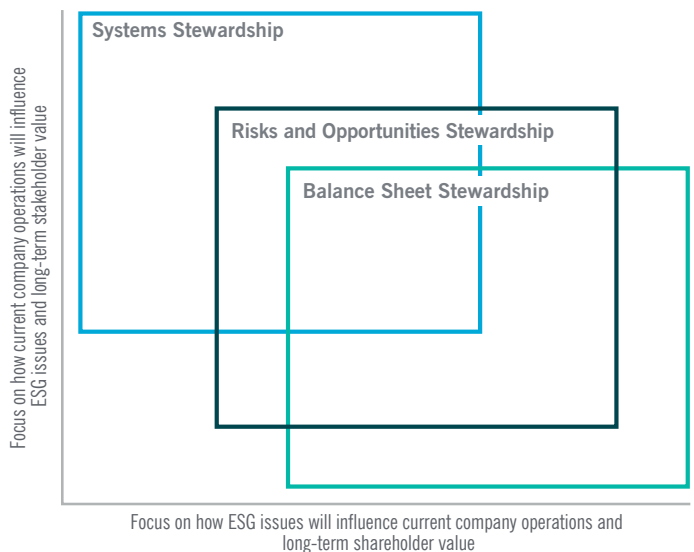 Systems Stewardship
Risks and Opportunities Stewardship
Balance Sheet Stewardship
Focus on how current company operations will influence
ESG issues and long-term stakeholder value
Focus on how ESG issues will influence current company operations and
long-term shareholder value